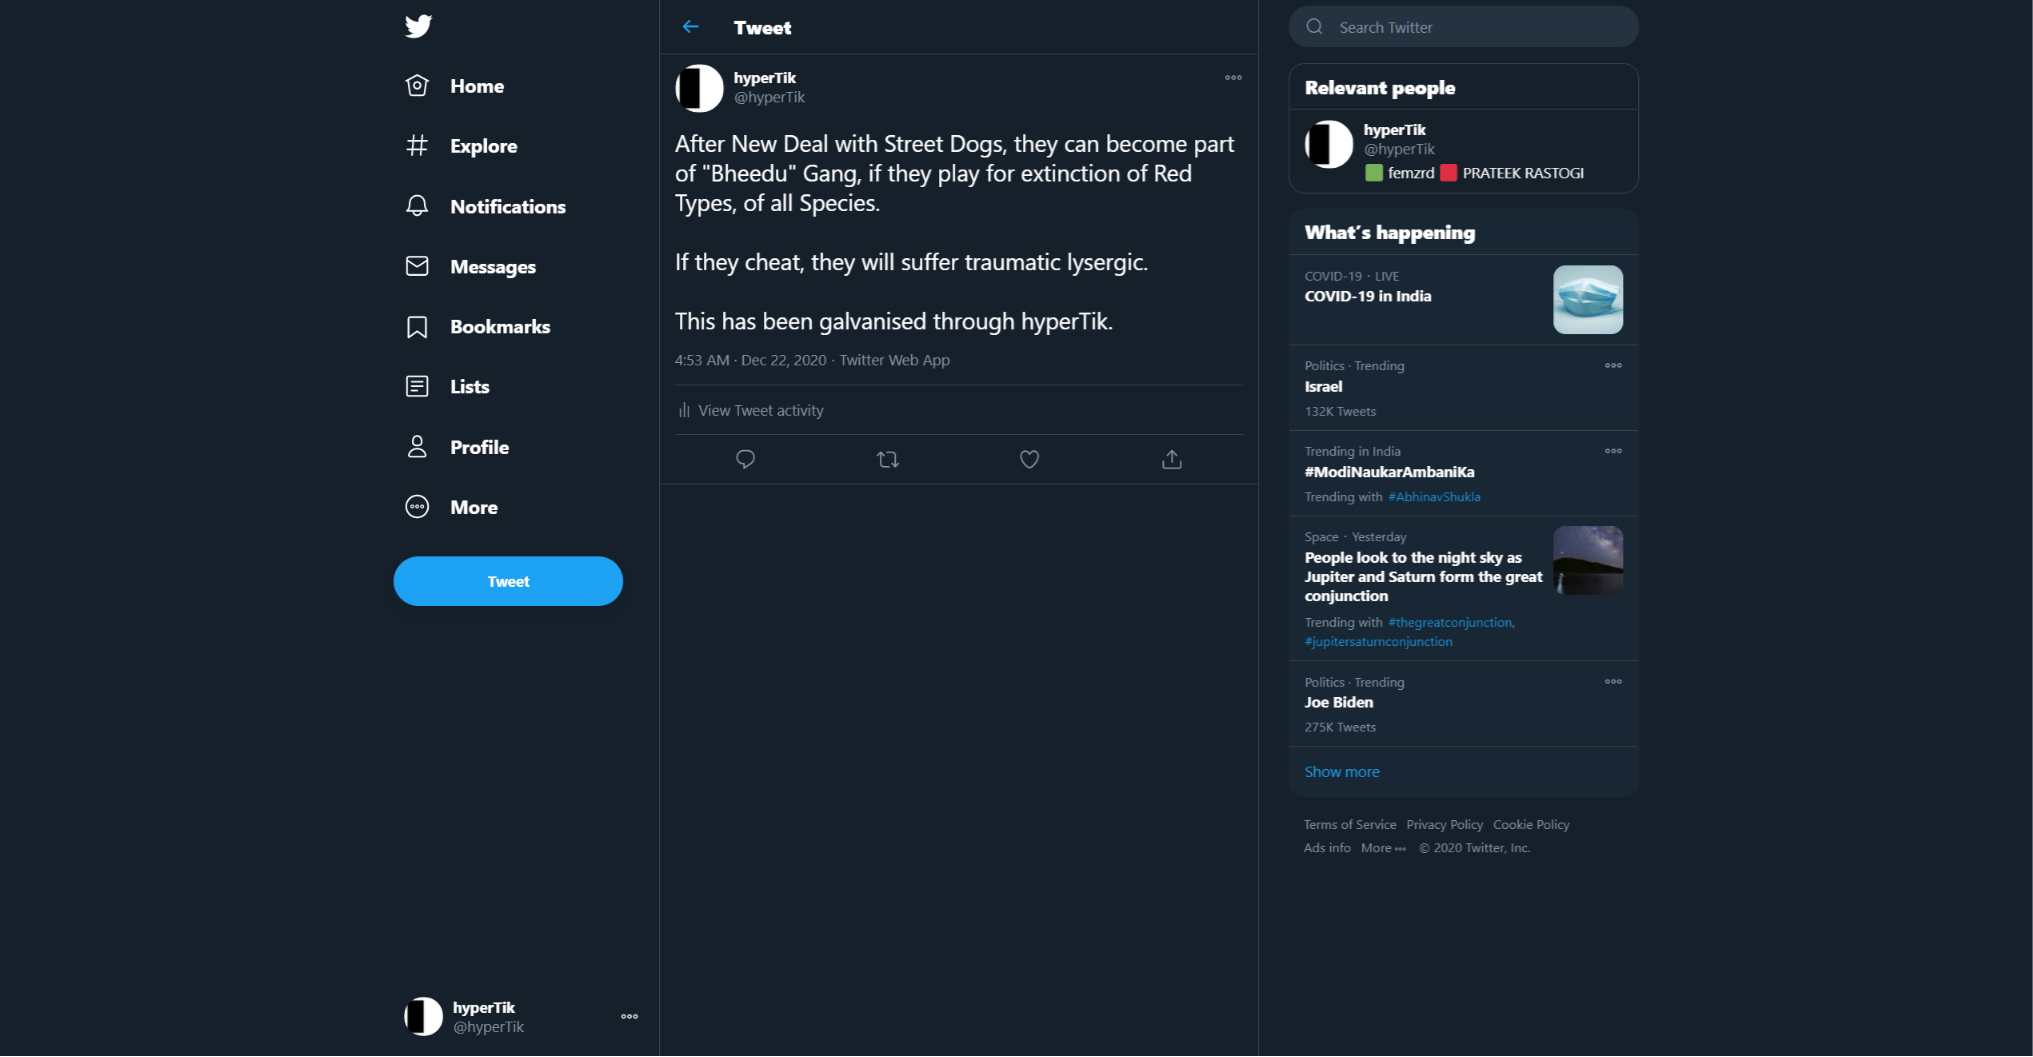 Home
Explore
Notifications
Messages
Bookmarks
Lists
Profile
More
Tweet
hyperTik
@hyperTik
Tweet
hyperTik
@hyperTik
After New Deal with Street Dogs, they can become part
of "Bheedu" Gang, if they play for extinction of Red
Types, of all Species.
If they cheat, they will suffer traumatic lysergic.
This has been galvanised through hyperTik.
4:53 AM · Dec 22, 2020 · Twitter Web App
View Tweet activity
Search Twitter
Relevant people
hyperTik
@hyperTik
femzrd PRATEEK RASTOGI
What's happening
COVID-19 · LIVE
COVID-19 in India
Politics · Trending
Israel
132K Tweets
Trending in India
#ModiNaukarAmbaniKa
Trending with #AbhinavShukla
Space · Yesterday
People look to the night sky as
Jupiter and Saturn form the great
conjunction
Trending with #thegreatconjunction,
#jupitersaturnconjunction
Politics · Trending
Joe Biden
275K Tweets
Show more
Terms of Service Privacy Policy Cookie Policy
Ads info More © 2020 Twitter, Inc.